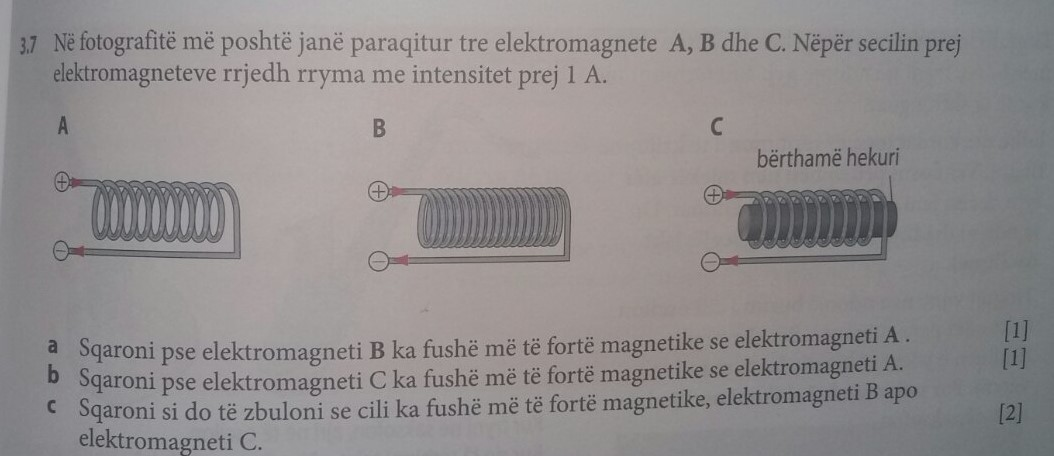 3.7 Në fotografitë më poshtë janë paraqitur tre elektromagnete A, B dhe C. Nëpër secilin prej
elektromagneteve rrjedh rryma me intensitet prej 1 A.
A B C
bërthamë hekuri
+ + +
− − −
a Sqaroni pse elektromagneti B ka fushë më të fortë magnetike se elektromagneti A. [1]
b Sqaroni pse elektromagneti C ka fushë më të fortë magnetike se elektromagneti A. [1]
c Sqaroni si do të zbuloni se cili ka fushë më të fortë magnetike, elektromagneti B apo
elektromagneti C. [2]